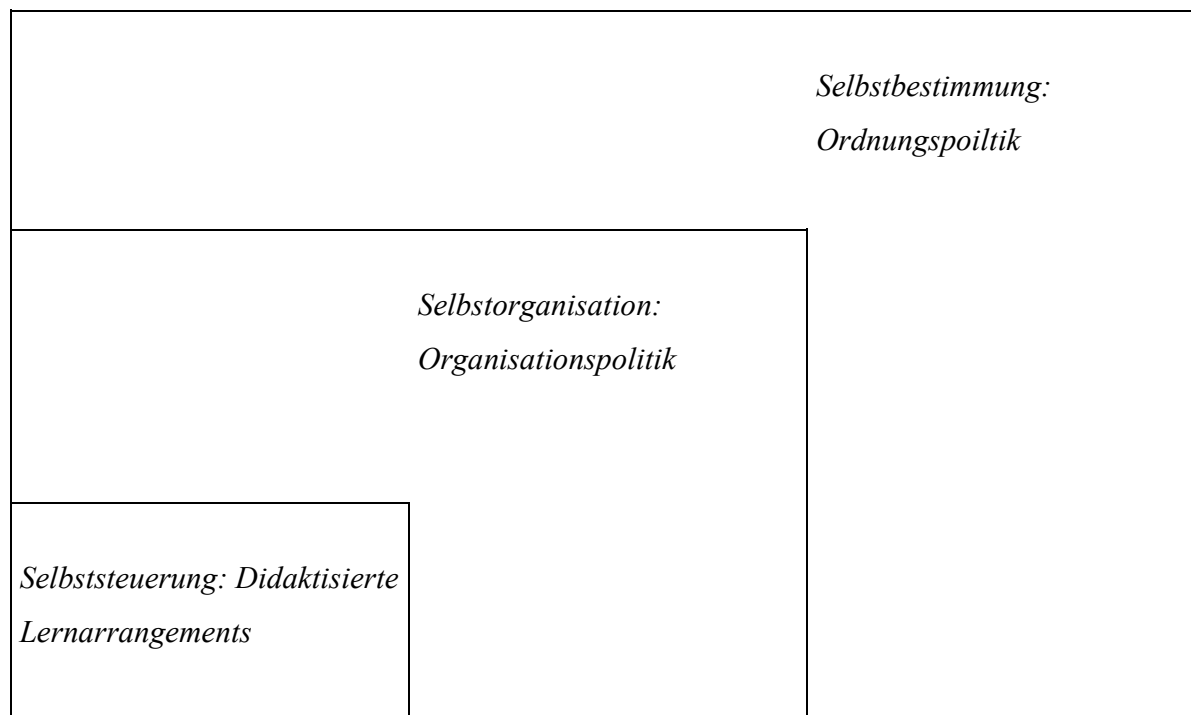 Selbstbestimmung:
Ordnungspoiltik
Selbstorganisation:
Organisationspolitik
Selbststeuerung: Didaktisierte
Lernarrangements